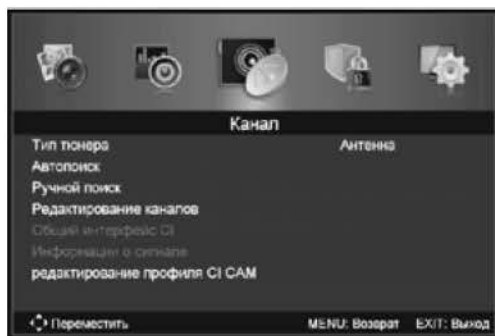 Канал
Тип тюнера Антенна
Автопоиск
Ручной поиск
Редактирование каналов
Общий интерфейс CI
Информации о сигнале
редактирование профиля CI CAM
Переместить MENU: Возврат EXIT: Выход